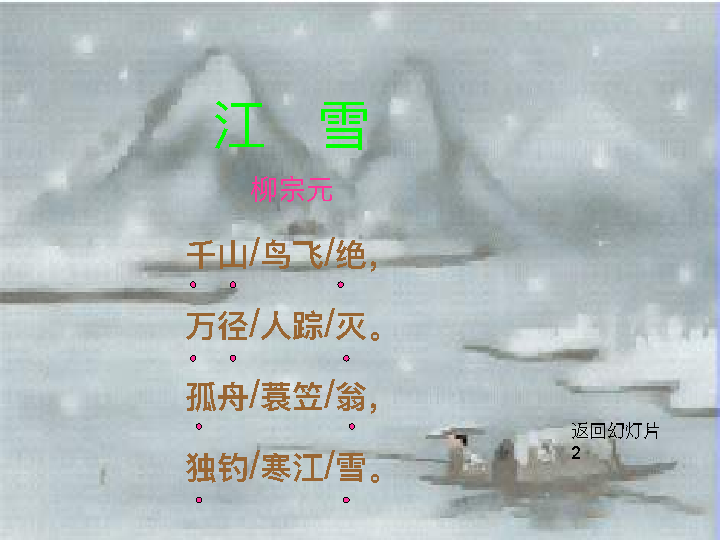 江 雪
柳宗元
千山/鸟飞/绝,
万径/人踪/灭。
孤舟/蓑笠/翁,
独钓/寒江/雪。
返回幻灯片
2